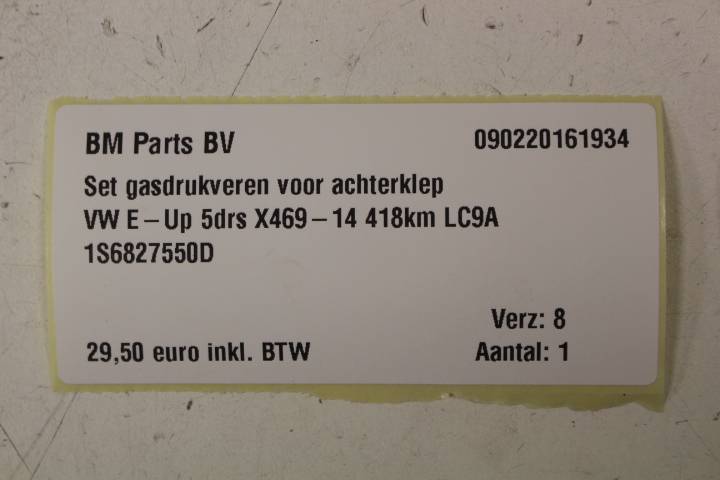 BM Parts BV 090220161934
Set gasdrukveren voor achterklep
VW E-Up 5drs X469-14 418km LC9A
1S6827550D
Verz: 8
29,50 euro inkl. BTW Aantal: 1